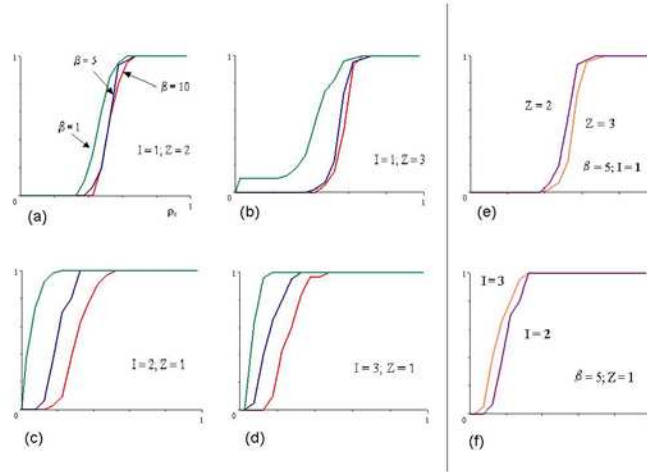 1
β = 5
β = 10
β = 1
I = 1, Z = 2
0
1
(a)
ρc
1
I = 1, Z = 3
0
1
(b)
1
Z = 2
Z = 3
β = 5; I = 1
0
(e)
1
I = 2, Z = 1
0
1
(c)
1
I = 3, Z = 1
0
1
(d)
1
I = 3
I = 2
β = 5; Z = 1
0
(f)